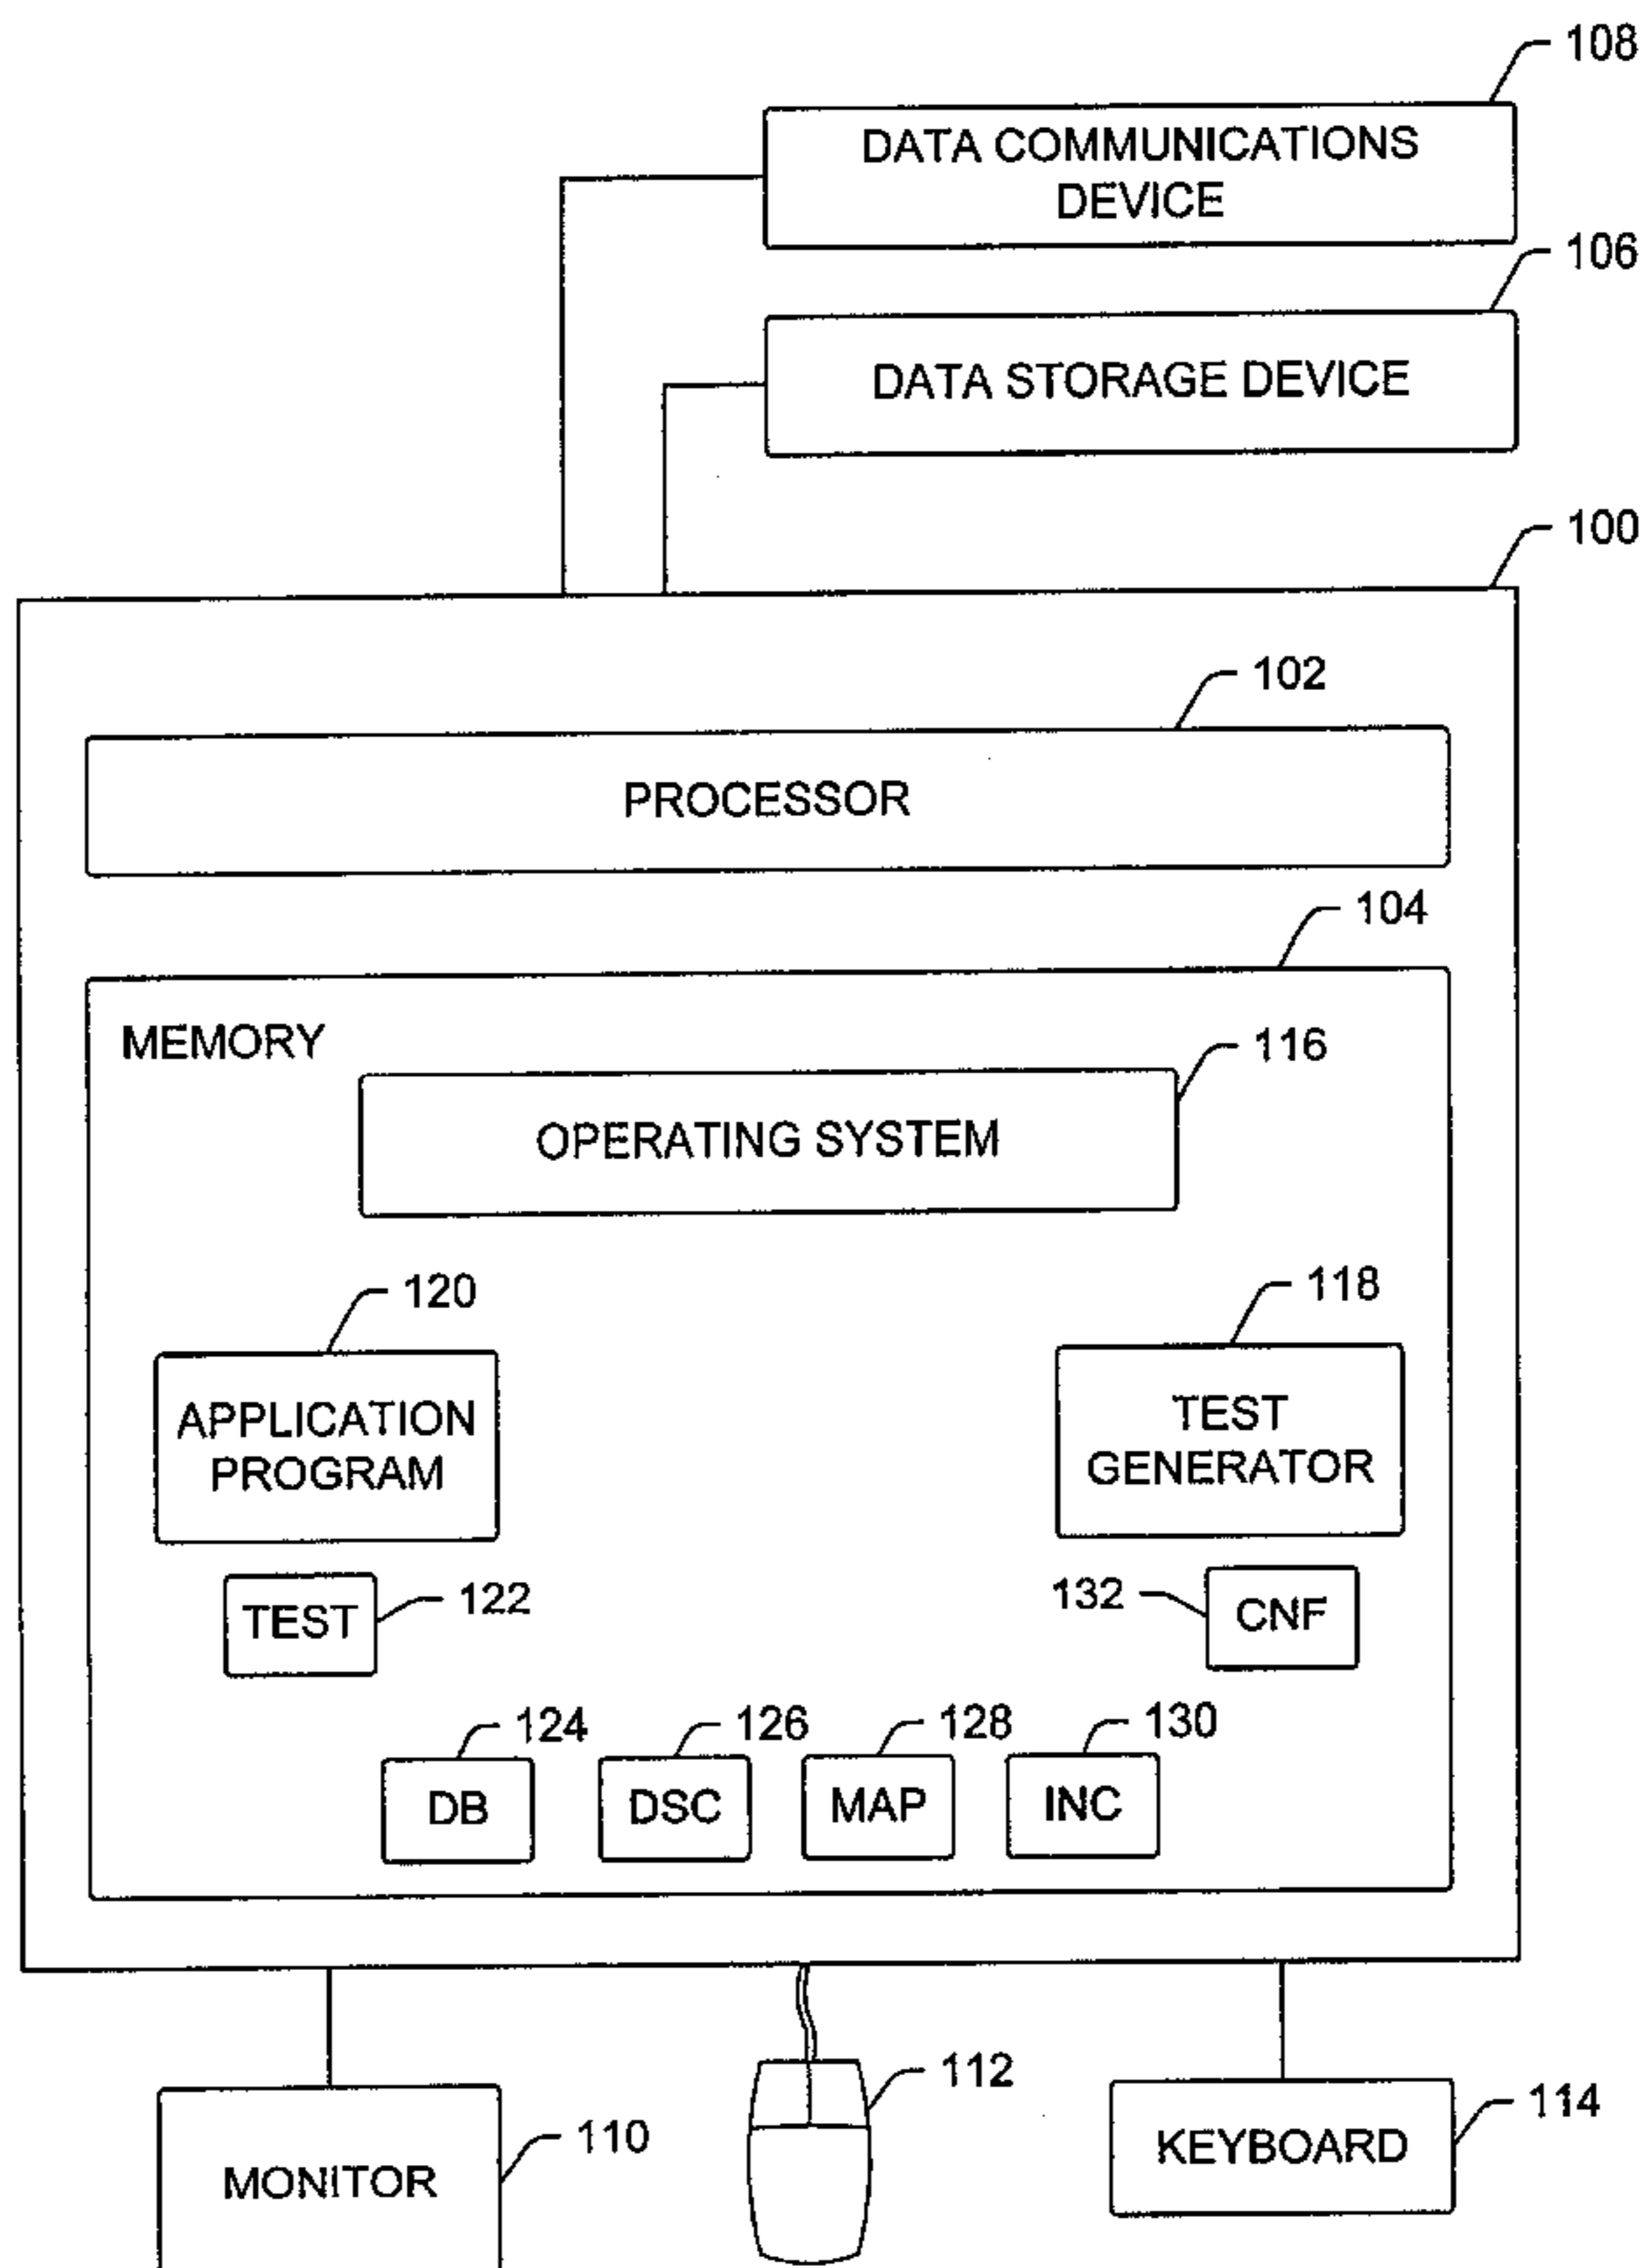 108
DATA COMMUNICATIONS
DEVICE
106
DATA STORAGE DEVICE
100
102
PROCESSOR
104
MEMORY
116
OPERATING SYSTEM
120
118
APPLICATION
PROGRAM
TEST
GENERATOR
TEST
122
132
CNF
124
126
128
130
DB
DSC
MAP
INC
112
114
KEYBOARD
110
MONITOR